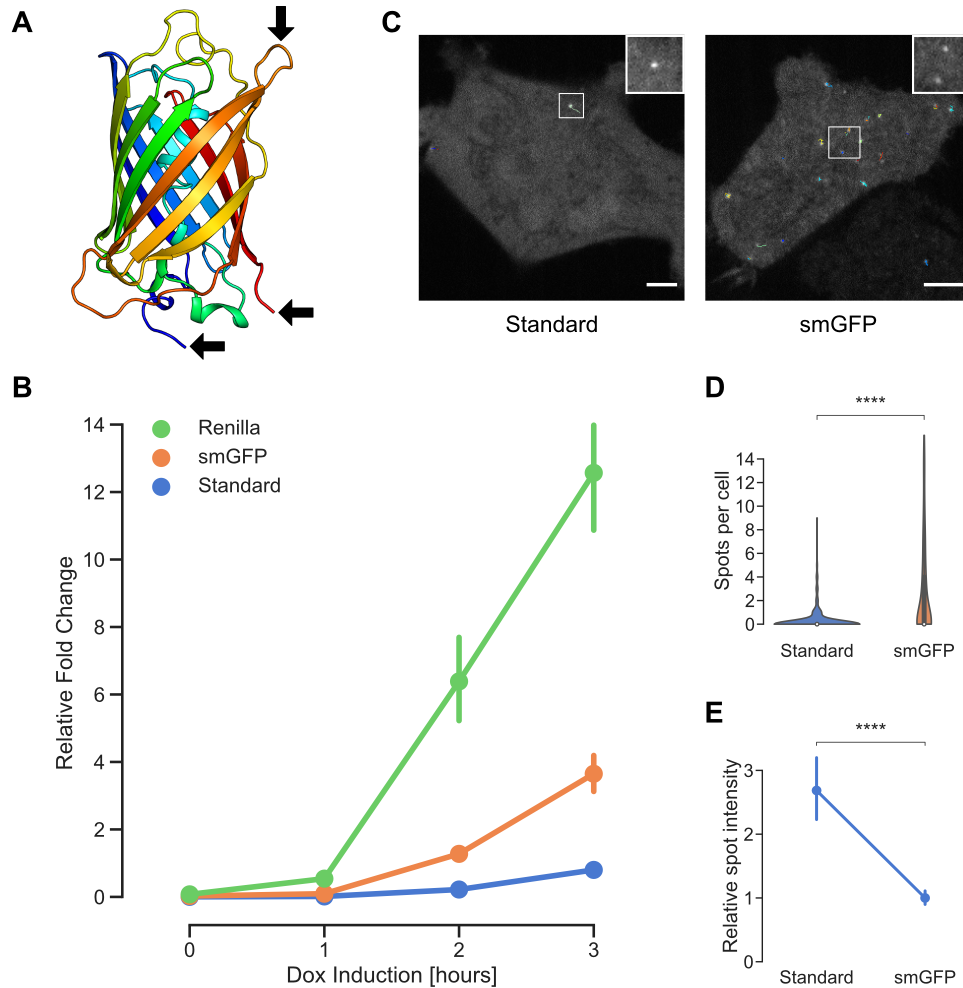 A
C
Standard
smGFP
B
Renilla
smGFP
Standard
Relative Fold Change
14
12
10
8
6
4
2
0
0
1
2
3
Dox Induction [hours]
D
****
Spots per cell
14
12
10
8
6
4
2
0
Standard
smGFP
E
****
Relative spot intensity
3
2
1
0
Standard
smGFP